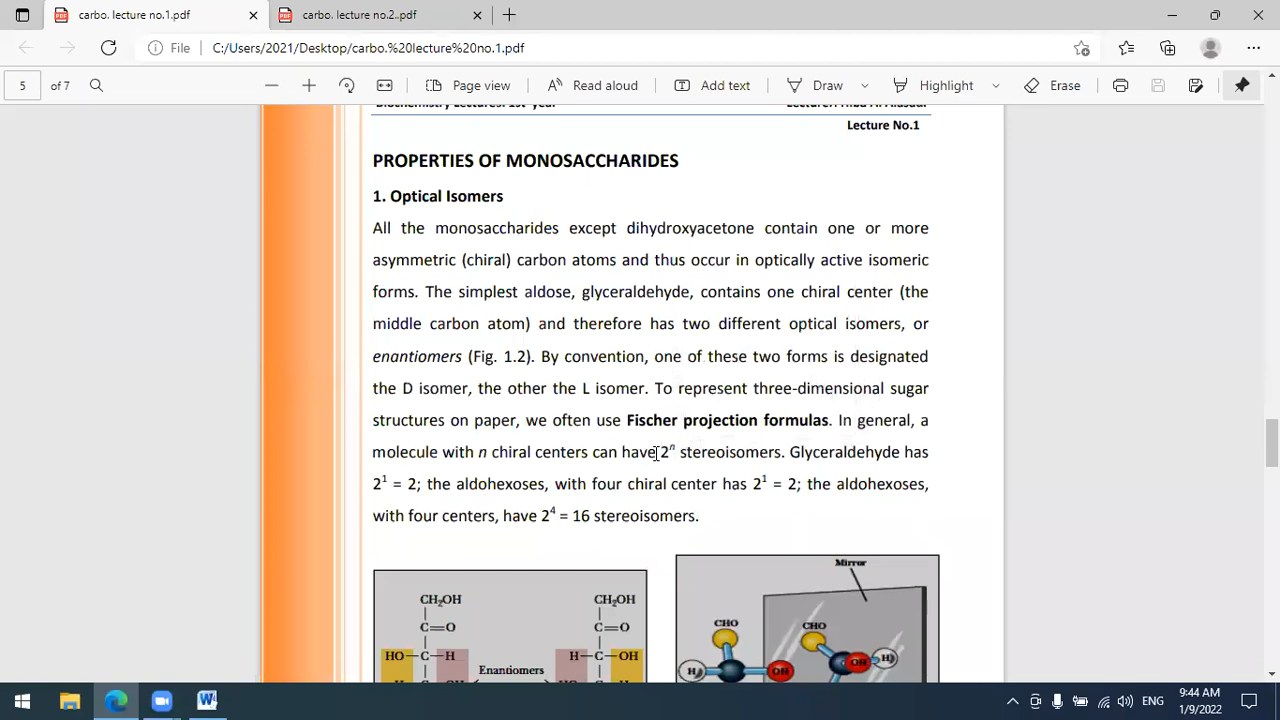 carbo. lecture no.1.pdf
carbo. lecture no.2..pdf
File
C:/Users/2021/Desktop/carbo.%20lecture%20no.1.pdf
5 of 7
Page view
Read aloud
Add text
Draw
Highlight
Erase
Lecture No.1
PROPERTIES OF MONOSACCHARIDES
1. Optical Isomers
All the monosaccharides except dihydroxyacetone contain one or more
asymmetric (chiral) carbon atoms and thus occur in optically active isomeric
forms. The simplest aldose, glyceraldehyde, contains one chiral center (the
middle carbon atom) and therefore has two different optical isomers, or
enantiomers (Fig. 1.2). By convention, one of these two forms is designated
the D isomer, the other the L isomer. To represent three-dimensional sugar
structures on paper, we often use Fischer projection formulas. In general, a
molecule with n chiral centers can have 2ⁿ stereoisomers. Glyceraldehyde has
2¹ = 2; the aldohexoses, with four chiral center has 2¹ = 2; the aldohexoses,
with four centers, have 2⁴ = 16 stereoisomers.
CH₂OH
C=O
HO—C—H
Enantiomers
CH₂OH
C=O
H—C—OH
Mirror
CHO
CHO
H
OH
OH
H
ENG
9:44 AM
1/9/2022